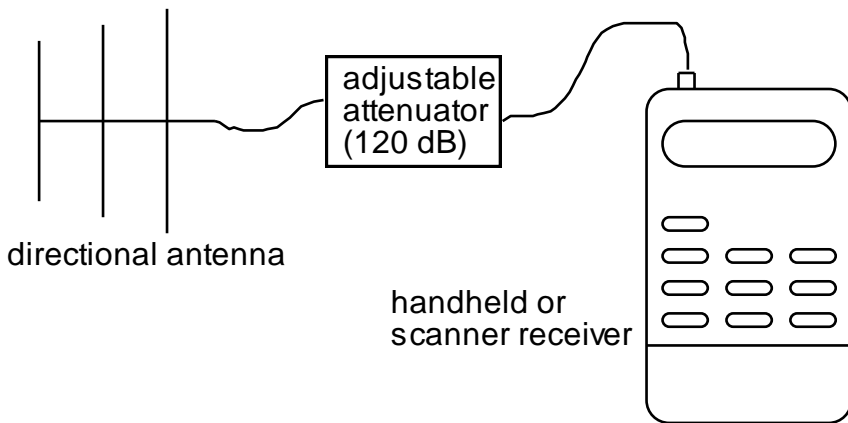 adjustable
attenuator
(120 dB)
directional antenna
handheld or
scanner receiver